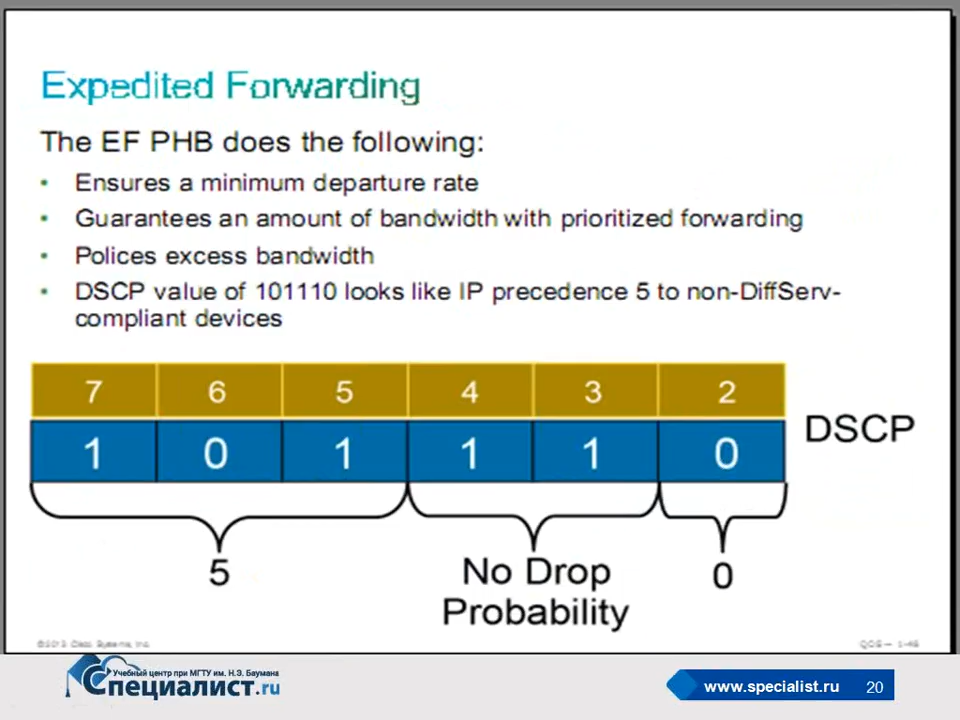 Expedited Forwarding
The EF PHB does the following:
• Ensures a minimum departure rate
• Guarantees an amount of bandwidth with prioritized forwarding
• Polices excess bandwidth
• DSCP value of 101110 looks like IP precedence 5 to non-DiffServ-
compliant devices
7 6 5 4 3 2
1 0 1 1 1 0
DSCP
5
No Drop
Probability
0
Учебный центр при МГТУ им. Н.Э. Баумана
Специалист.ru
www.specialist.ru 20